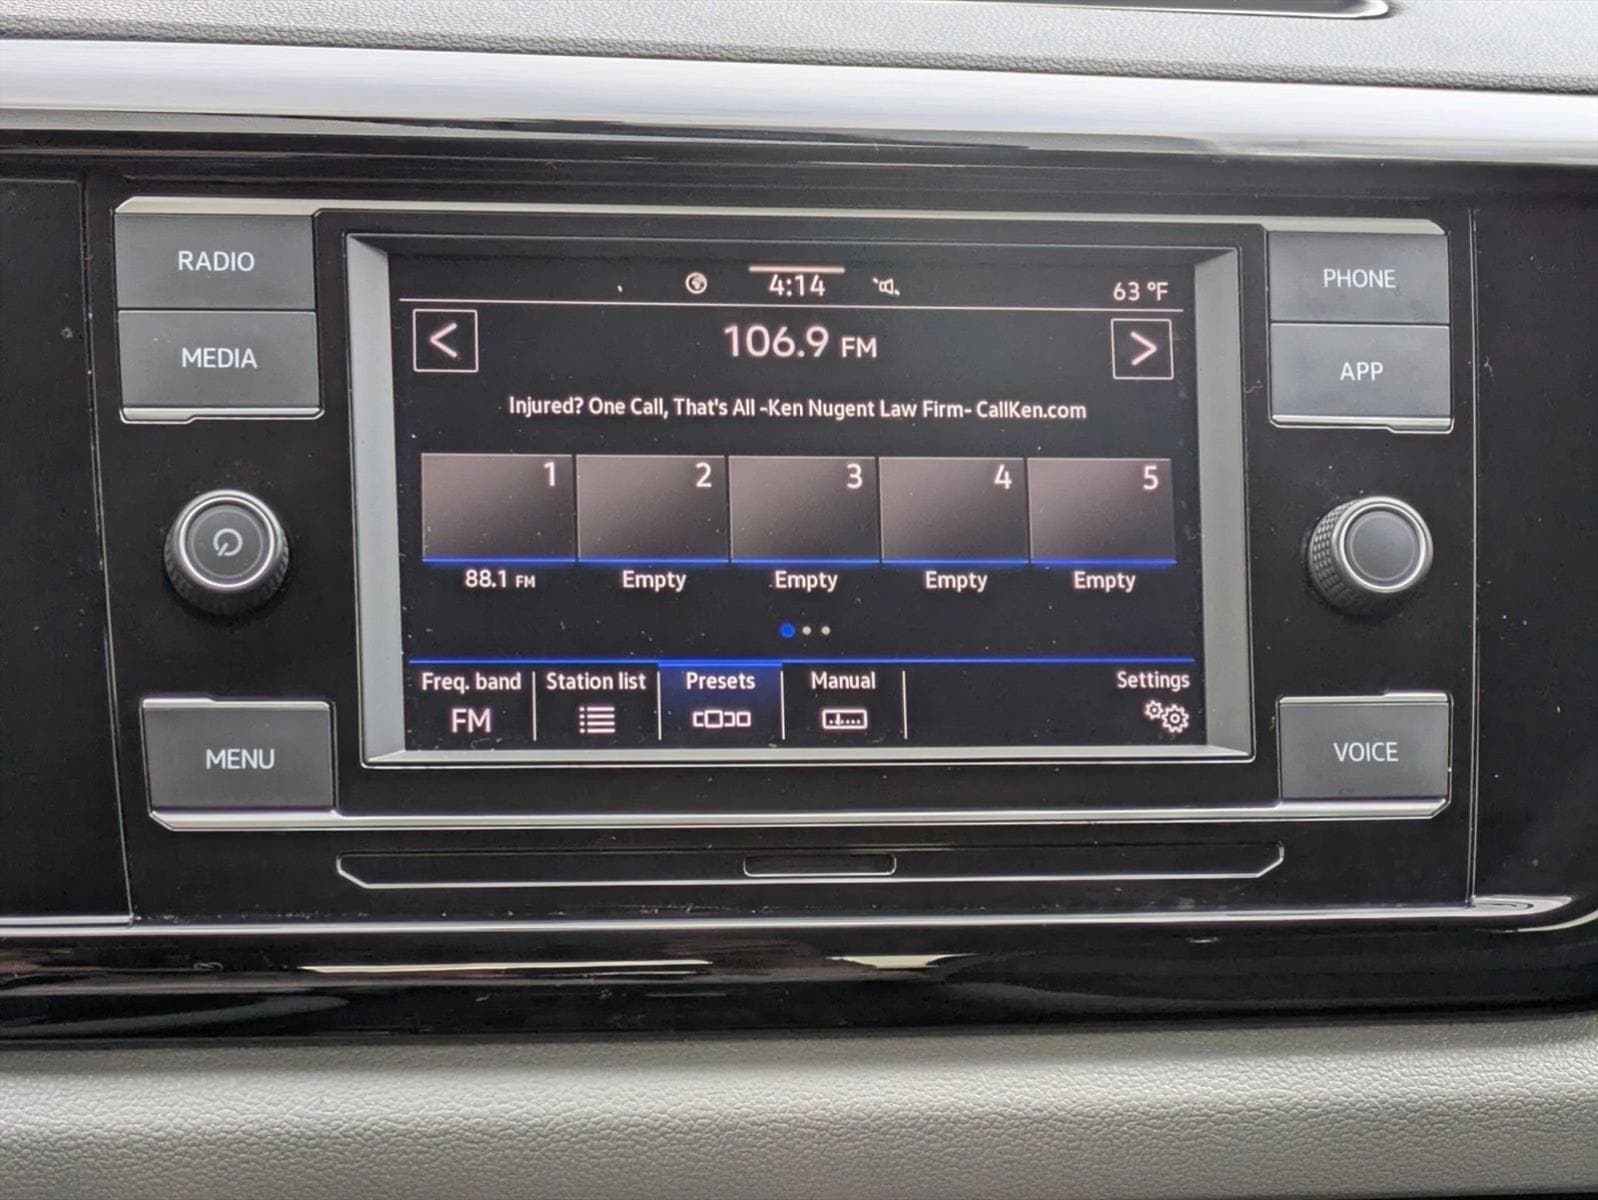 RADIO
MEDIA
MENU
4:14
63 °F
<
106.9 FM
>
Injured? One Call, That's All -Ken Nugent Law Firm- CallKen.com
1 2 3 4 5
88.1 FM Empty Empty Empty Empty
Freq. band Station list Presets Manual Settings
FM
PHONE
APP
VOICE